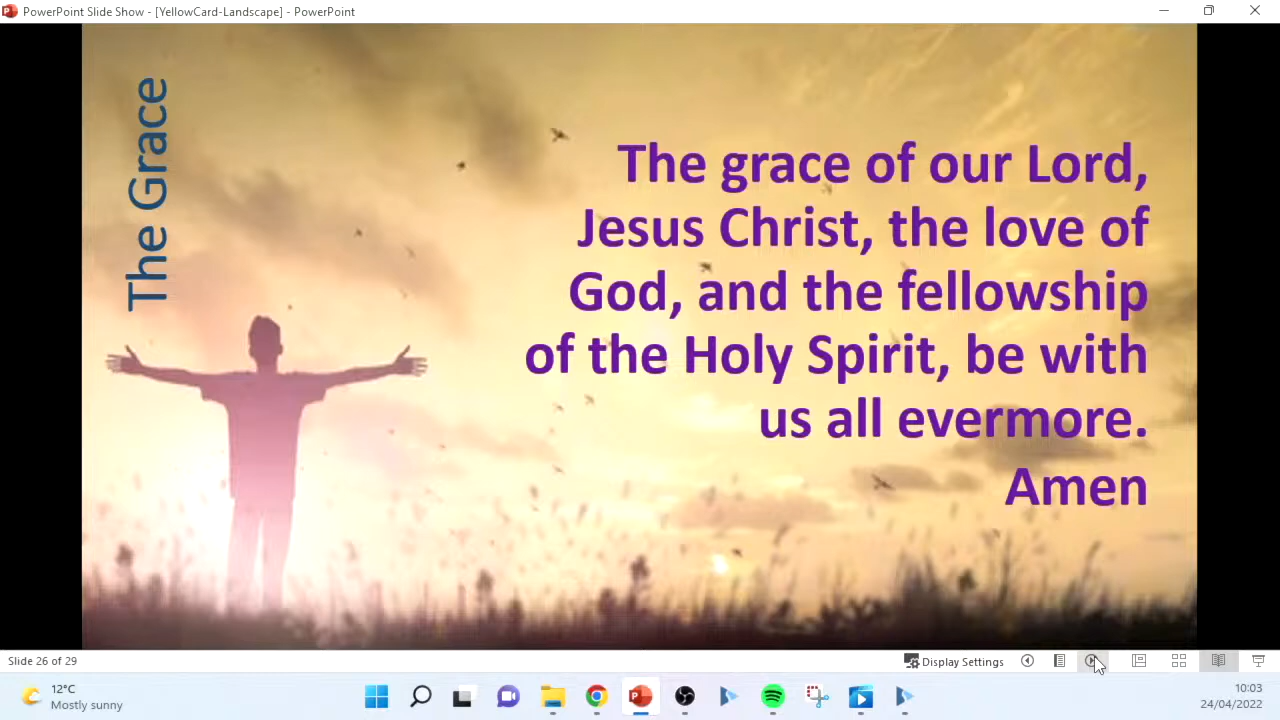 PowerPoint Slide Show - [YellowCard-Landscape] - PowerPoint
The Grace
The grace of our Lord,
Jesus Christ, the love of
God, and the fellowship
of the Holy Spirit, be with
us all evermore.
Amen
Slide 26 of 29
Display Settings
12°C
Mostly sunny
10:03
24/04/2022